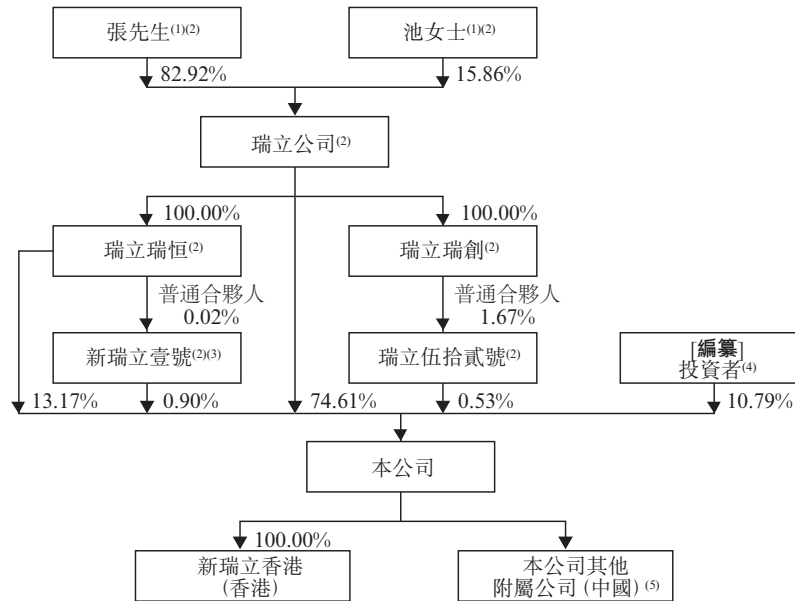 張先生(1)(2)
池女士(1)(2)
82.92%
15.86%
瑞立公司(2)
100.00%
100.00%
瑞立瑞恒(2)
瑞立瑞創(2)
普通合夥人
0.02%
普通合夥人
1.67%
新瑞立壹號(2)(3)
瑞立伍拾貳號(2)
[編纂]
投資者(4)
13.17%
0.90%
74.61%
0.53%
10.79%
本公司
100.00%
新瑞立香港
(香港)
本公司其他
附屬公司(中國)(5)